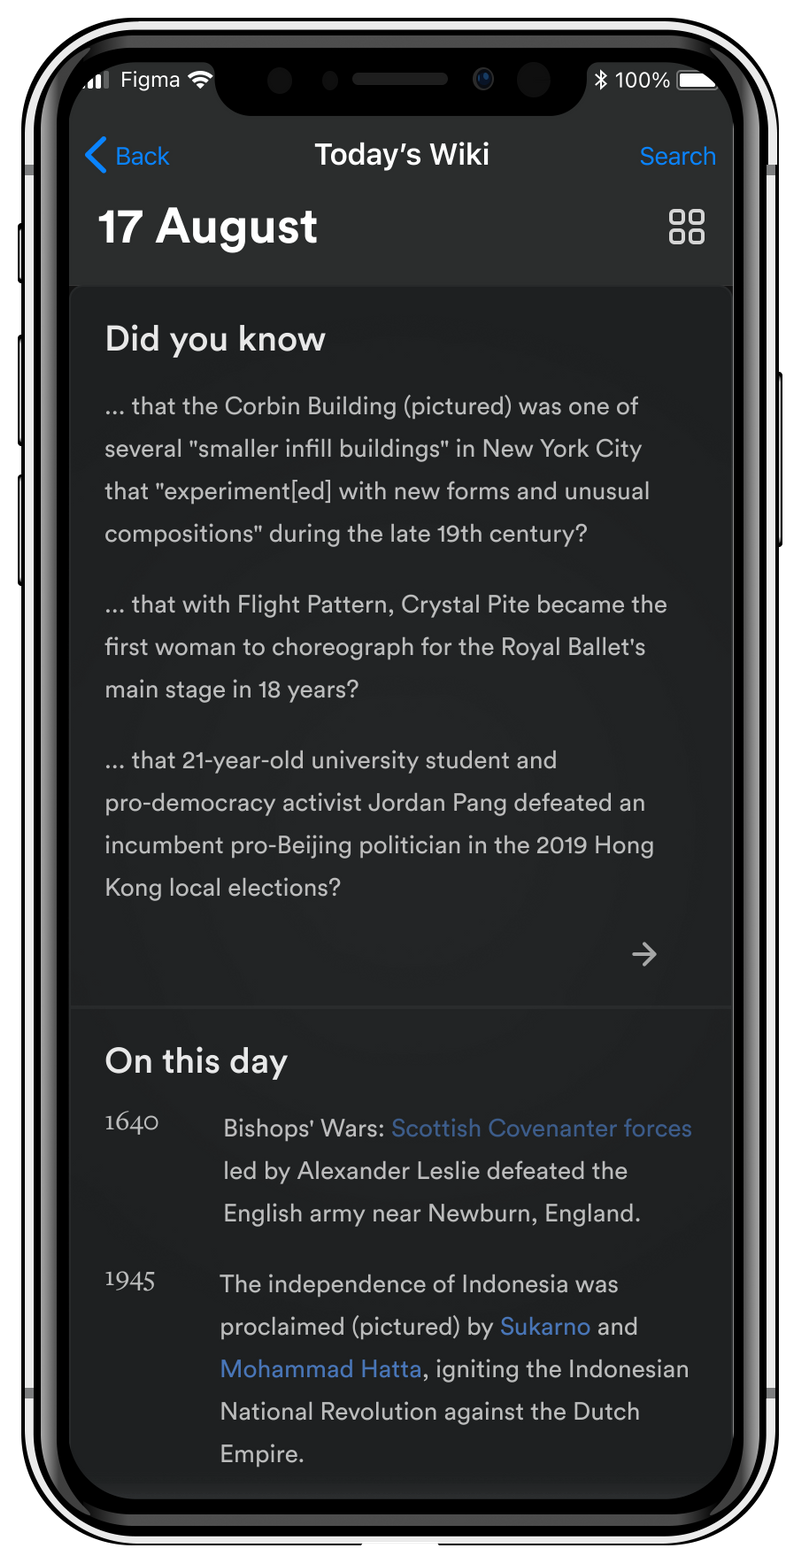 Figma 100%
Back Today's Wiki Search
17 August
Did you know
... that the Corbin Building (pictured) was one of
several "smaller infill buildings" in New York City
that "experiment[ed] with new forms and unusual
compositions" during the late 19th century?
... that with Flight Pattern, Crystal Pite became the
first woman to choreograph for the Royal Ballet's
main stage in 18 years?
... that 21-year-old university student and
pro-democracy activist Jordan Pang defeated an
incumbent pro-Beijing politician in the 2019 Hong
Kong local elections?
On this day
1640 Bishops' Wars: Scottish Covenanter forces
led by Alexander Leslie defeated the
English army near Newburn, England.
1945 The independence of Indonesia was
proclaimed (pictured) by Sukarno and
Mohammad Hatta, igniting the Indonesian
National Revolution against the Dutch
Empire.